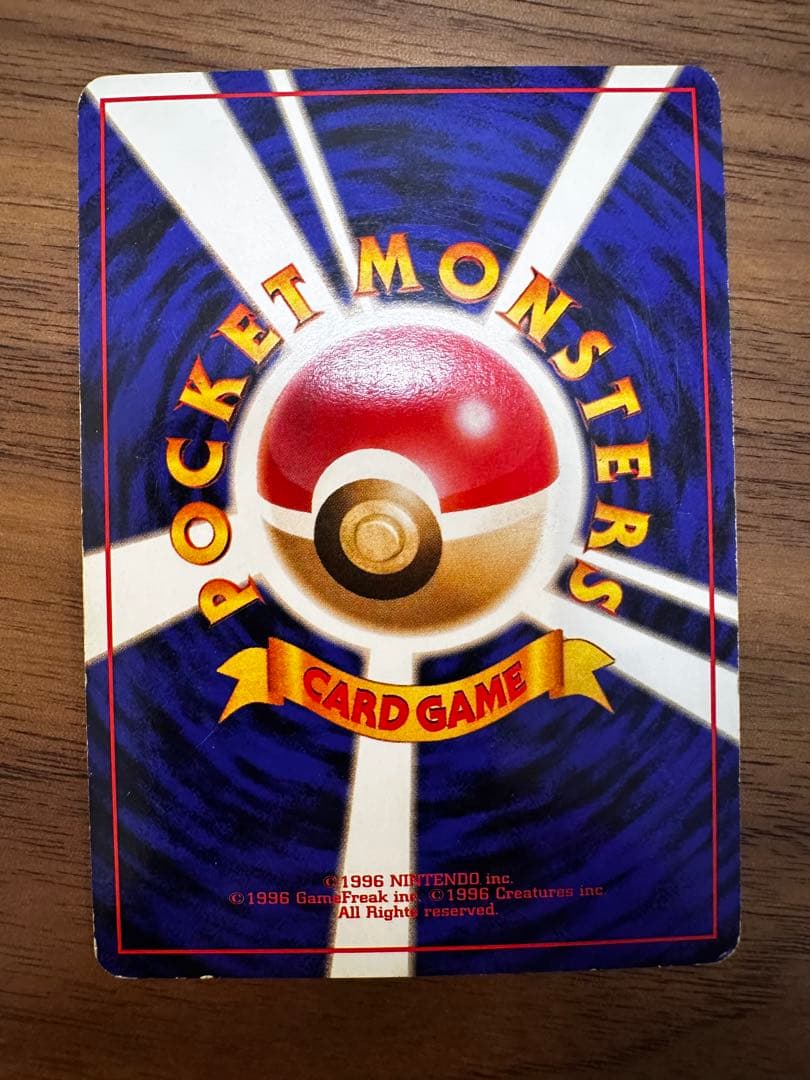 POCKET MONSTERS
CARD GAME
©1996 NINTENDO inc.
©1996 GameFreak inc. ©1996 Creatures inc.
All Rights reserved.